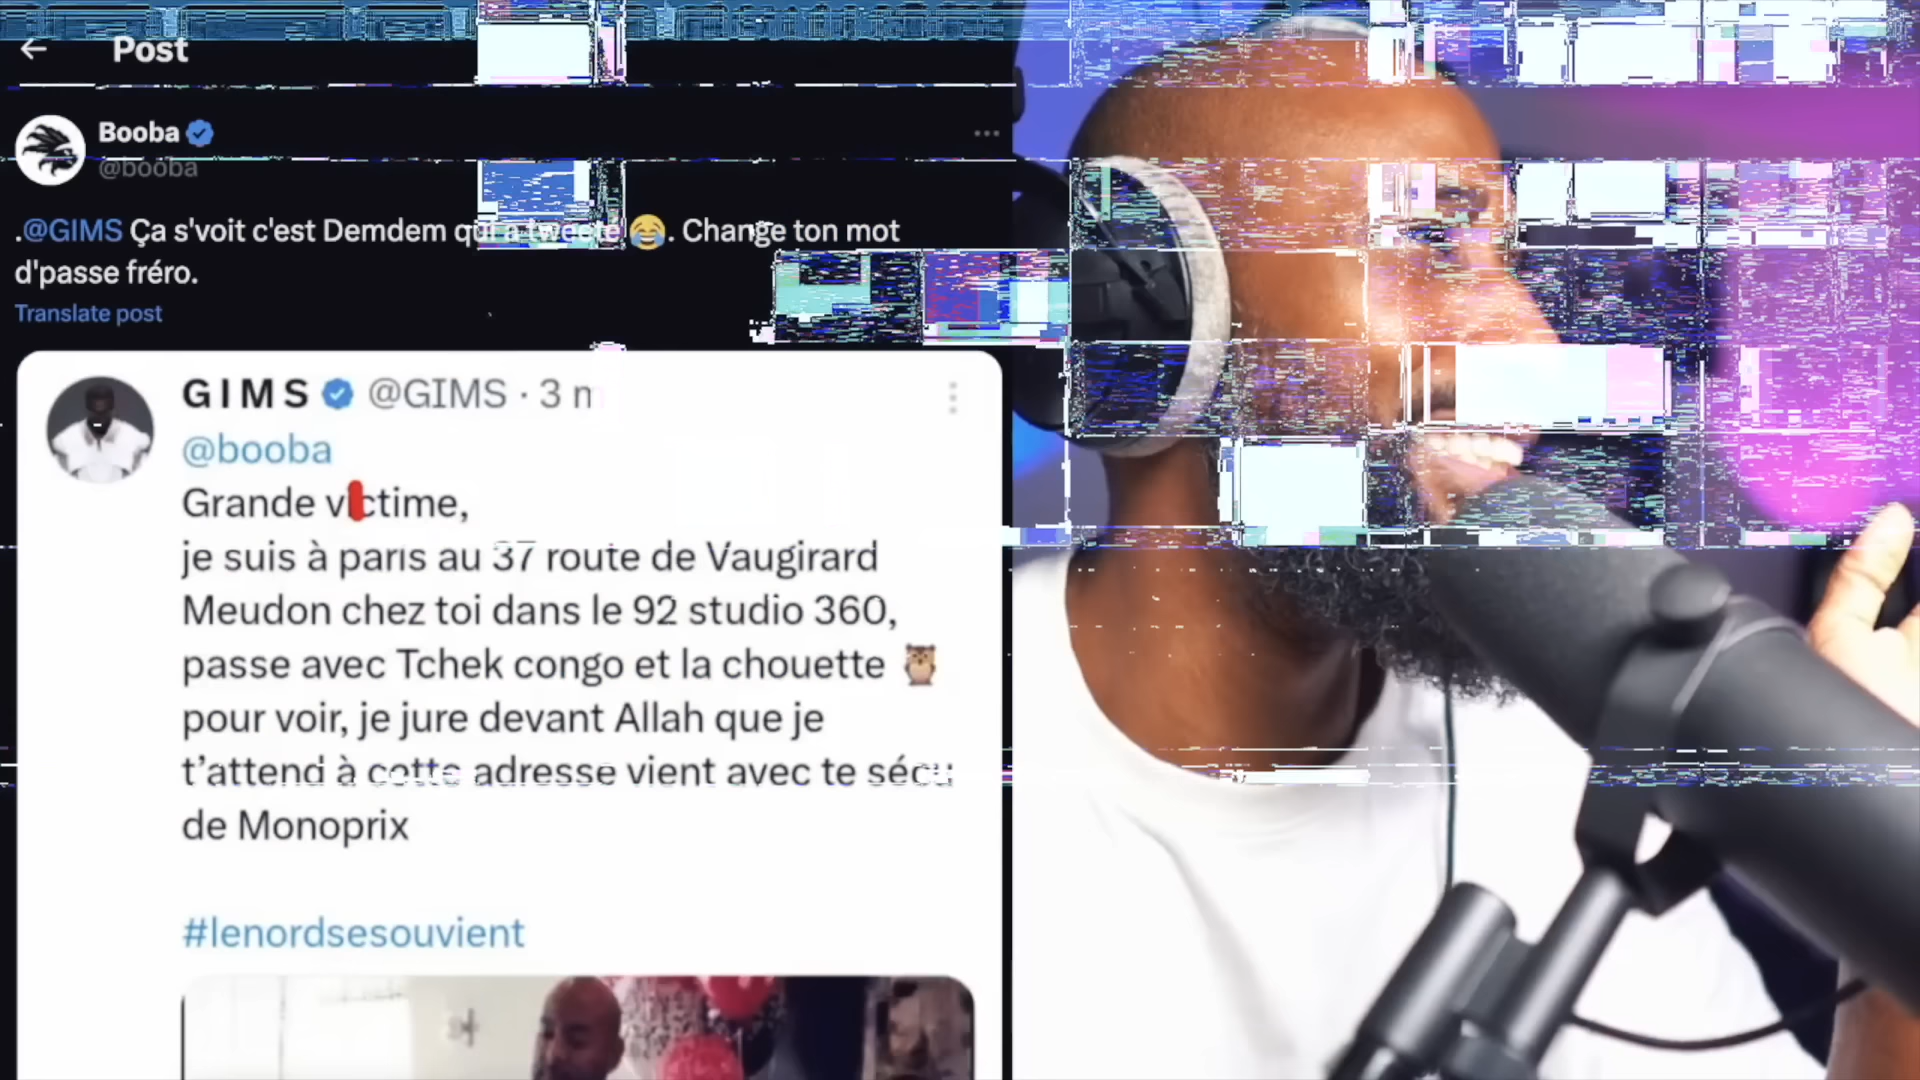 Post
Booba
@booba
.@GIMS Ça s'voit c'est Demdem qui a tweeté 😂. Change ton mot
d'passe fréro.
Translate post
GIMS @GIMS · 3 m
@booba
Grande victime,
je suis à paris au 37 route de Vaugirard
Meudon chez toi dans le 92 studio 360,
passe avec Tchek congo et la chouette 🦉
pour voir, je jure devant Allah que je
t’attend à cette adresse vient avec te sécu
de Monoprix
#lenordsesouvient